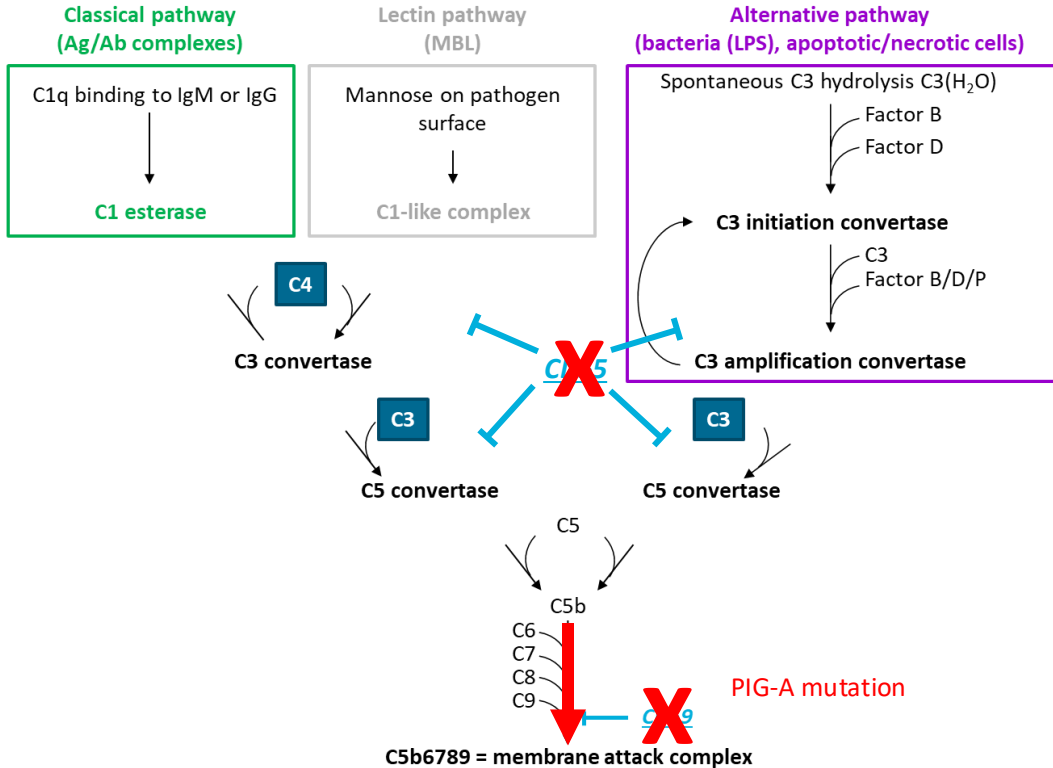 Classical pathway
(Ag/Ab complexes)
Lectin pathway
(MBL)
Alternative pathway
(bacteria (LPS), apoptotic/necrotic cells)
C1q binding to IgM or IgG
C1 esterase
Mannose on pathogen
surface
C1-like complex
Spontaneous C3 hydrolysis C3(H₂O)
Factor B
Factor D
C3 initiation convertase
C3
Factor B/D/P
C3 amplification convertase
C4
C3 convertase
X
C3
C3
C5 convertase
C5 convertase
C5
C5b
C6
C7
C8
C9
PIG-A mutation
X
C5b6789 = membrane attack complex